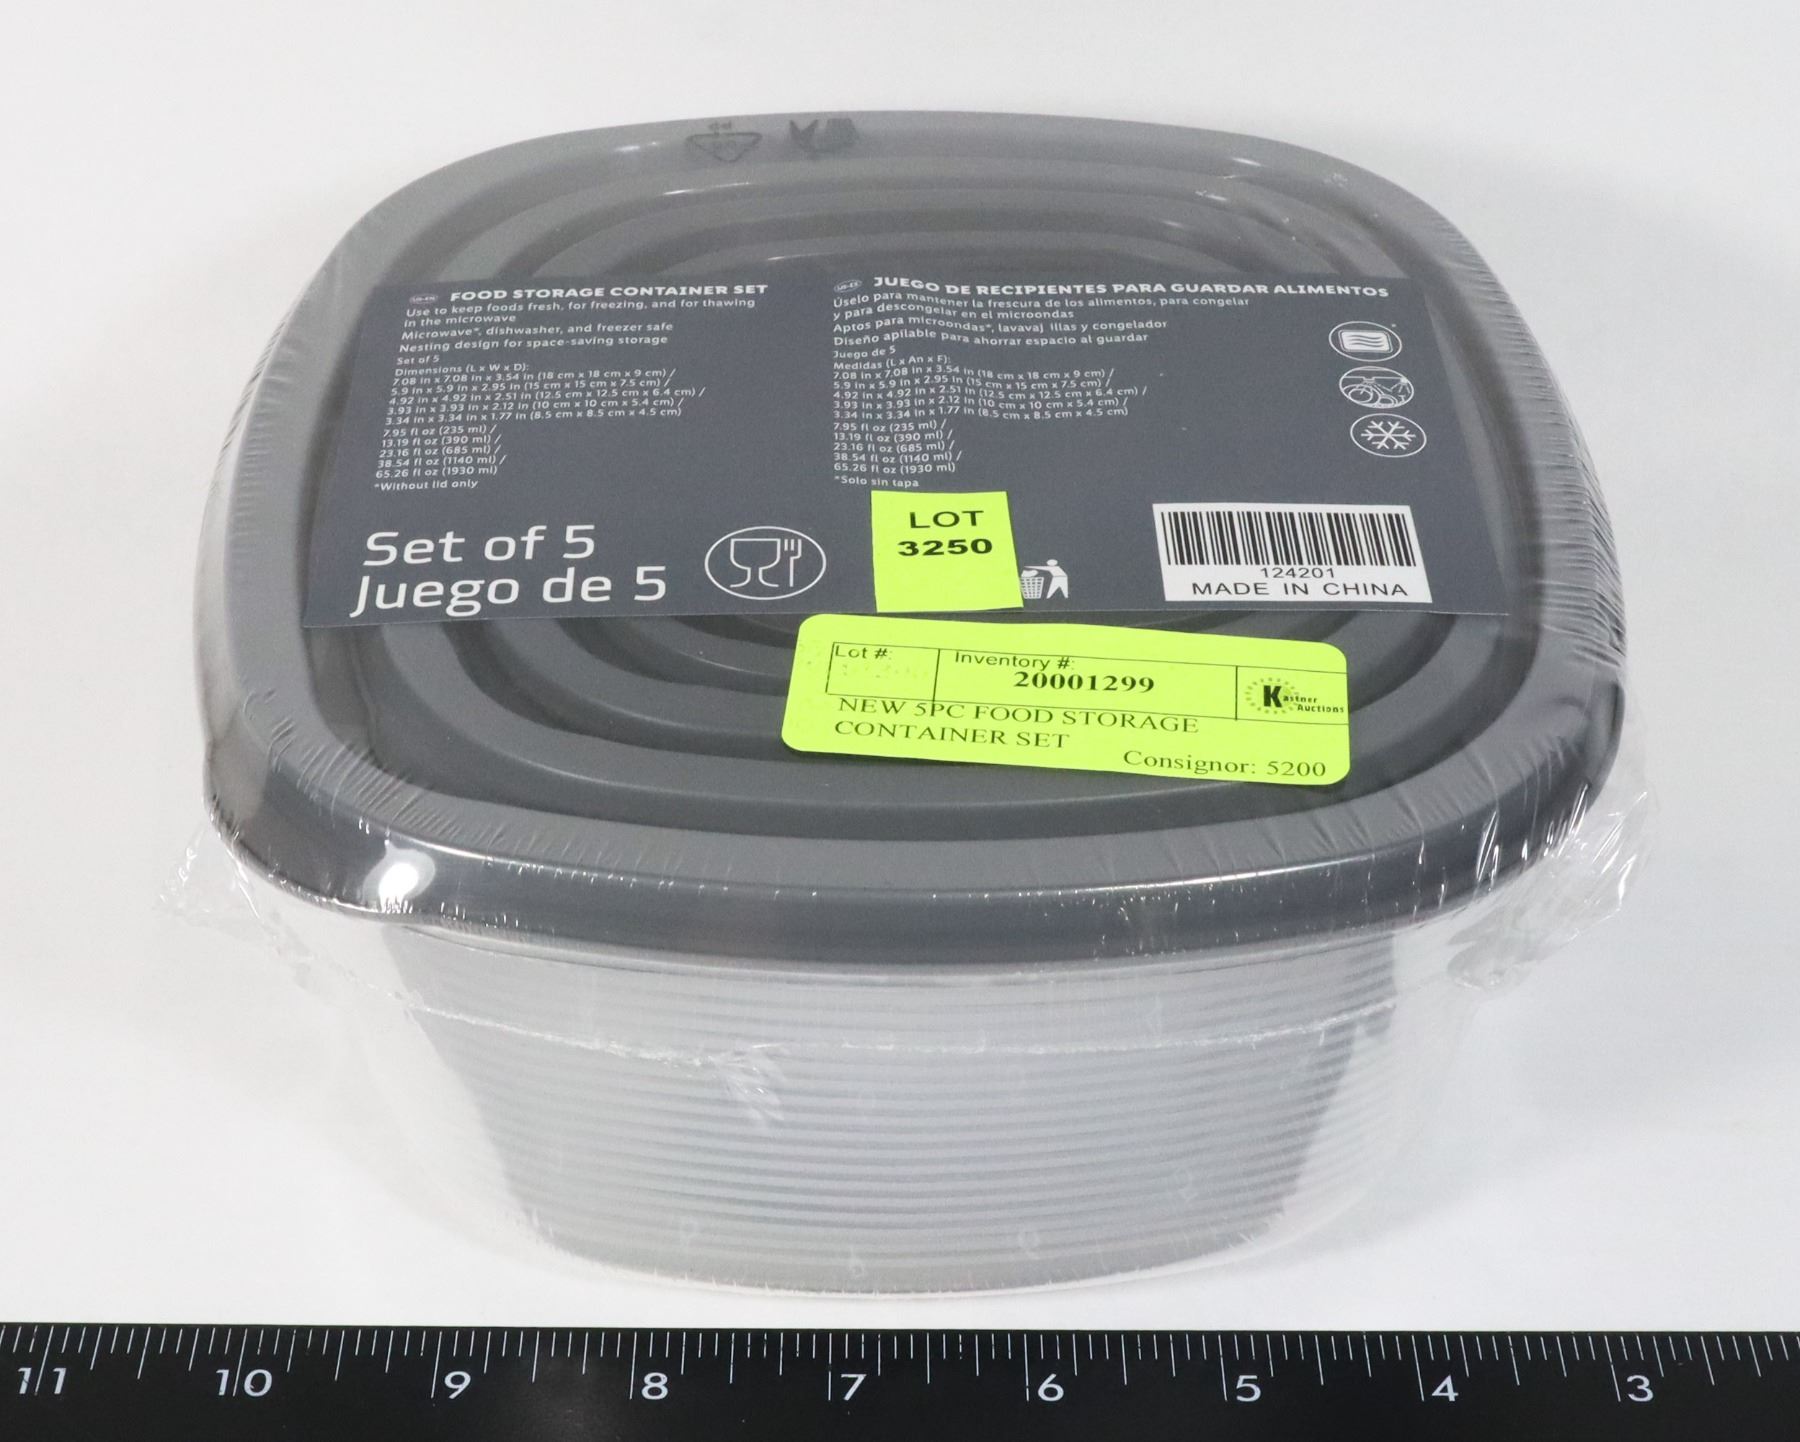 US-EN FOOD STORAGE CONTAINER SET
Use to keep foods fresh, for freezing, and for thawing
in the microwave
Microwave*, dishwasher, and freezer safe
Nesting design for space-saving storage
Set of 5
Dimensions (L x W x D):
7.08 in x 7.08 in x 3.54 in (18 cm x 18 cm x 9 cm) /
5.9 in x 5.9 in x 2.95 in (15 cm x 15 cm x 7.5 cm) /
4.92 in x 4.92 in x 2.51 in (12.5 cm x 12.5 cm x 6.4 cm) /
3.93 in x 3.93 in x 2.12 in (10 cm x 10 cm x 5.4 cm) /
3.34 in x 3.34 in x 1.77 in (8.5 cm x 8.5 cm x 4.5 cm)
7.95 fl oz (235 ml) /
13.19 fl oz (390 ml) /
23.16 fl oz (685 ml) /
38.54 fl oz (1140 ml) /
65.26 fl oz (1930 ml)
*Without lid only
US-ES JUEGO DE RECIPIENTES PARA GUARDAR ALIMENTOS
Úselo para mantener la frescura de los alimentos, para congelar
y para descongelar en el microondas
Aptos para microondas*, lavavaj illas y congelador
Diseño apilable para ahorrar espacio al guardar
Juego de 5
Medidas (L x An x F):
7.08 in x 7.08 in x 3.54 in (18 cm x 18 cm x 9 cm) /
5.9 in x 5.9 in x 2.95 in (15 cm x 15 cm x 7.5 cm) /
4.92 in x 4.92 in x 2.51 in (12.5 cm x 12.5 cm x 6.4 cm) /
3.93 in x 3.93 in x 2.12 in (10 cm x 10 cm x 5.4 cm) /
3.34 in x 3.34 in x 1.77 in (8.5 cm x 8.5 cm x 4.5 cm)
7.95 fl oz (235 ml) /
13.19 fl oz (390 ml) /
23.16 fl oz (685 ml) /
38.54 fl oz (1140 ml) /
65.26 fl oz (1930 ml)
*Solo sin tapa
Set of 5
Juego de 5
LOT
3250
124201
MADE IN CHINA
Lot #:
Inventory #:
20001299
Kastner
Auctions
NEW 5PC FOOD STORAGE
CONTAINER SET
Consignor: 5200
11 10 9 8 7 6 5 4 3